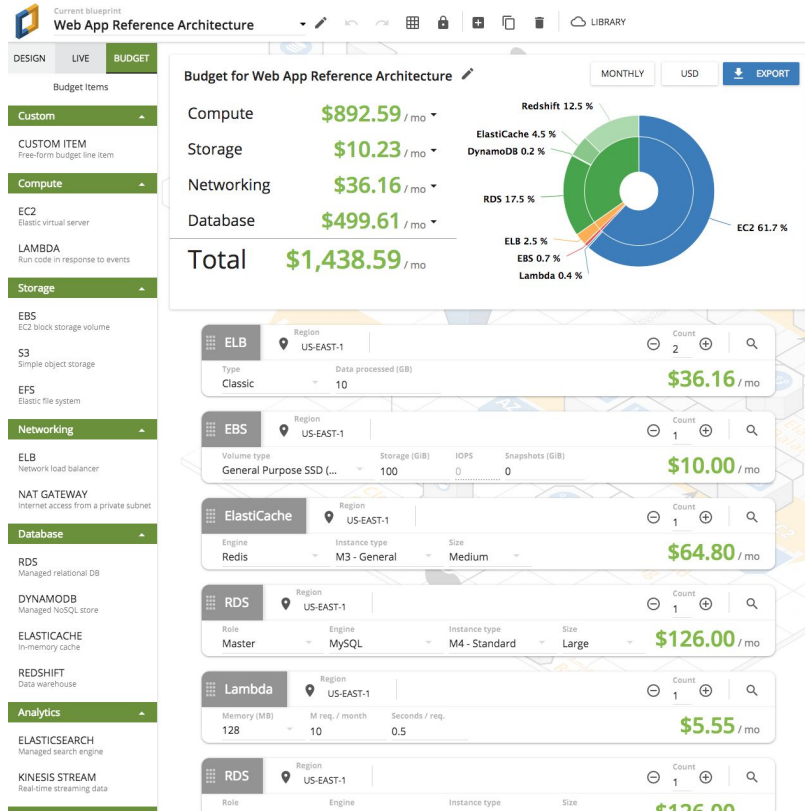 Current blueprint
Web App Reference Architecture
LIBRARY
DESIGN LIVE BUDGET
Budget Items
Custom
CUSTOM ITEM
Free-form budget line item
Compute
EC2
Elastic virtual server
LAMBDA
Run code in response to events
Storage
EBS
EC2 block storage volume
S3
Simple object storage
EFS
Elastic file system
Networking
ELB
Network load balancer
NAT GATEWAY
Internet access from a private subnet
Database
RDS
Managed relational DB
DYNAMODB
Managed NoSQL store
ELASTICACHE
In-memory cache
REDSHIFT
Data warehouse
Analytics
ELASTICSEARCH
Managed search engine
KINESIS STREAM
Real-time streaming data
Budget for Web App Reference Architecture
MONTHLY USD EXPORT
Compute $892.59 / mo
Storage $10.23 / mo
Networking $36.16 / mo
Database $499.61 / mo
Total $1,438.59 / mo
Redshift 12.5 %
ElastiCache 4.5 %
DynamoDB 0.2 %
RDS 17.5 %
EC2 61.7 %
ELB 2.5 %
EBS 0.7 %
Lambda 0.4 %
ELB Region US-EAST-1 Count 2
Type Data processed (GB)
Classic 10 $36.16 / mo
EBS Region US-EAST-1 Count 1
Volume type Storage (GiB) IOPS Snapshots (GiB)
General Purpose SSD (... 100 0 0 $10.00 / mo
ElastiCache Region US-EAST-1 Count 1
Engine Instance type Size
Redis M3 - General Medium $64.80 / mo
RDS Region US-EAST-1 Count 1
Role Engine Instance type Size
Master MySQL M4 - Standard Large $126.00 / mo
Lambda Region US-EAST-1 Count 1
Memory (MB) M req. / month Seconds / req.
128 10 0.5 $5.55 / mo
RDS Region US-EAST-1 Count 1
Role Engine Instance type Size
$126.00